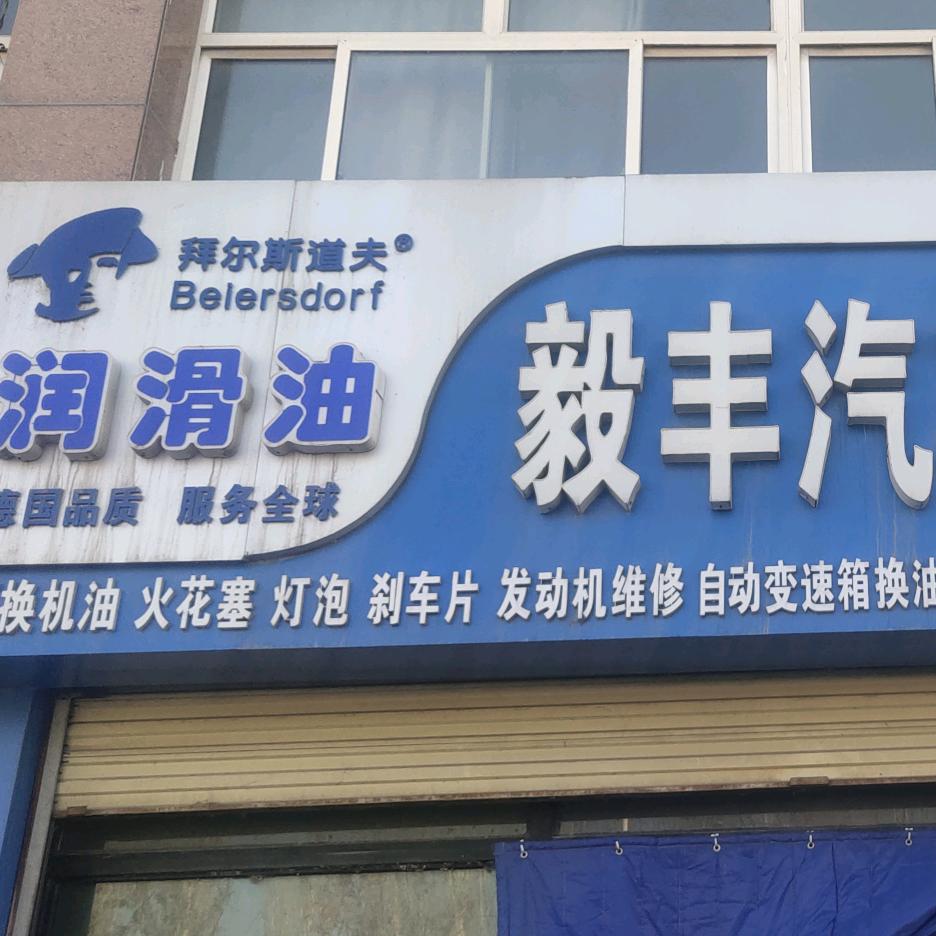 拜尔斯道夫®
Beiersdorf
润滑油
毅丰汽
德国品质 服务全球
换机油 火花塞 灯泡 刹车片 发动机维修 自动变速箱换油